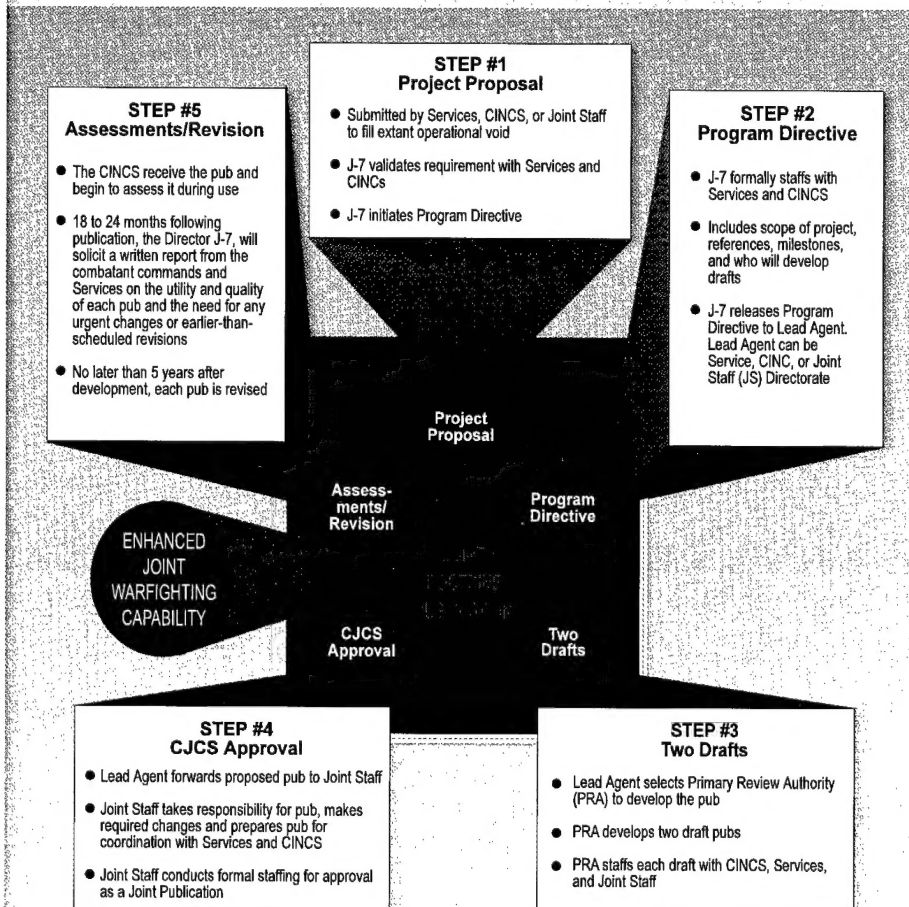 STEP #1
Project Proposal
● Submitted by Services, CINCS, or Joint Staff
to fill extant operational void
● J-7 validates requirement with Services and
CINCs
● J-7 initiates Program Directive
STEP #2
Program Directive
● J-7 formally staffs with
Services and CINCS
● Includes scope of project,
references, milestones,
and who will develop
drafts
● J-7 releases Program
Directive to Lead Agent.
Lead Agent can be
Service, CINC, or Joint
Staff (JS) Directorate
STEP #3
Two Drafts
● Lead Agent selects Primary Review Authority
(PRA) to develop the pub
● PRA develops two draft pubs
● PRA staffs each draft with CINCS, Services,
and Joint Staff
STEP #4
CJCS Approval
● Lead Agent forwards proposed pub to Joint Staff
● Joint Staff takes responsibility for pub, makes
required changes and prepares pub for
coordination with Services and CINCS
● Joint Staff conducts formal staffing for approval
as a Joint Publication
STEP #5
Assessments/Revision
● The CINCS receive the pub and
begin to assess it during use
● 18 to 24 months following
publication, the Director J-7, will
solicit a written report from the
combatant commands and
Services on the utility and quality
of each pub and the need for any
urgent changes or earlier-than-
scheduled revisions
● No later than 5 years after
development, each pub is revised
Project
Proposal
Program
Directive
Two
Drafts
CJCS
Approval
Assess-
ments/
Revision
ENHANCED
JOINT
WARFIGHTING
CAPABILITY